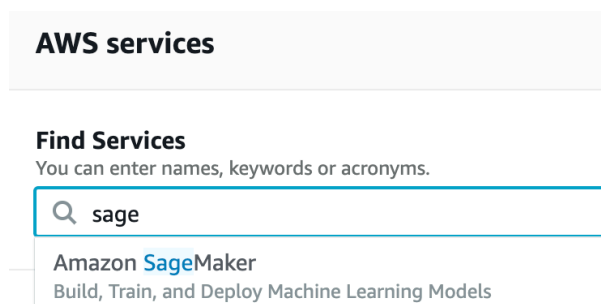 AWS services
Find Services
You can enter names, keywords or acronyms.
sage
Amazon SageMaker
Build, Train, and Deploy Machine Learning Models